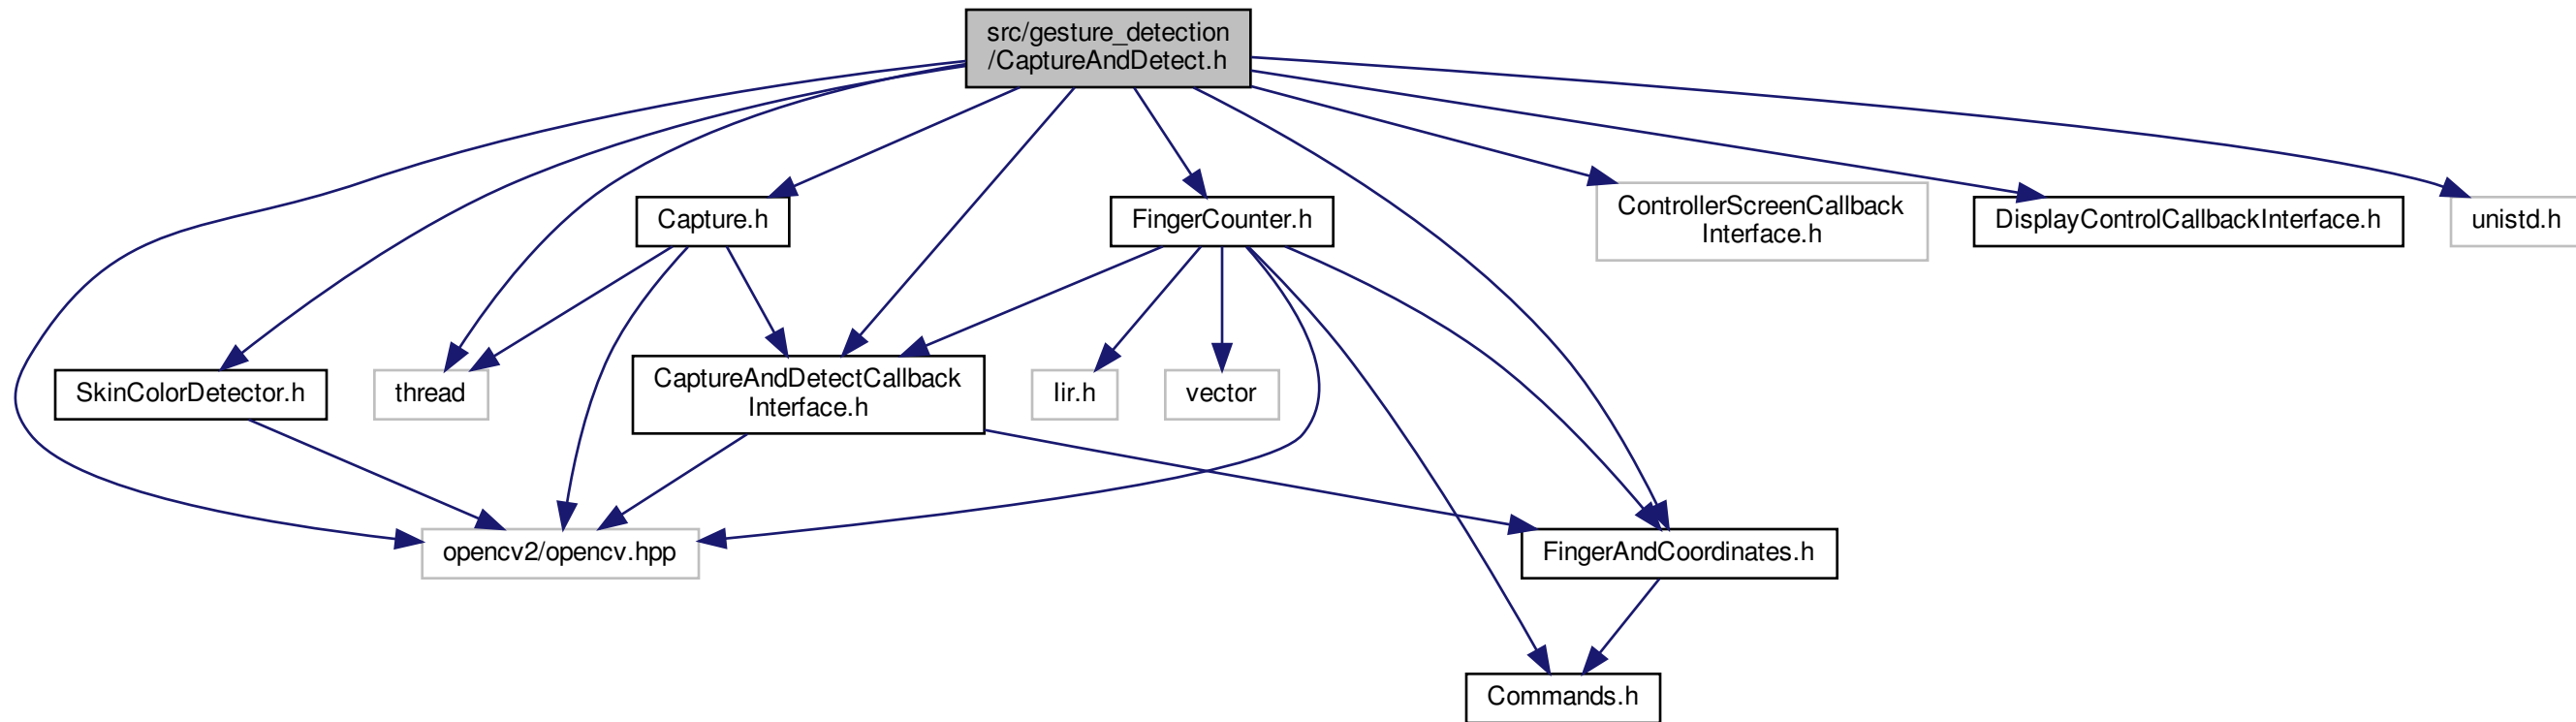 src/gesture_detection
/CaptureAndDetect.h
Capture.h
FingerCounter.h
ControllerScreenCallback
Interface.h
DisplayControlCallbackInterface.h
unistd.h
SkinColorDetector.h
thread
CaptureAndDetectCallback
Interface.h
Iir.h
vector
opencv2/opencv.hpp
FingerAndCoordinates.h
Commands.h